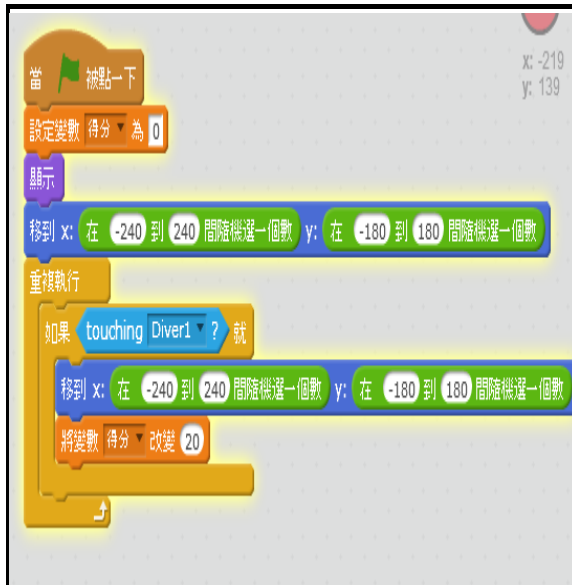 x: -219
y: 139
當 被點一下
設定變數 得分 為 0
顯示
移到 x: 在 -240 到 240 間隨機選一個數 y: 在 -180 到 180 間隨機選一個數
重複執行
如果 touching Diver1 ? 就
移到 x: 在 -240 到 240 間隨機選一個數 y: 在 -180 到 180 間隨機選一個數
將變數 得分 改變 20